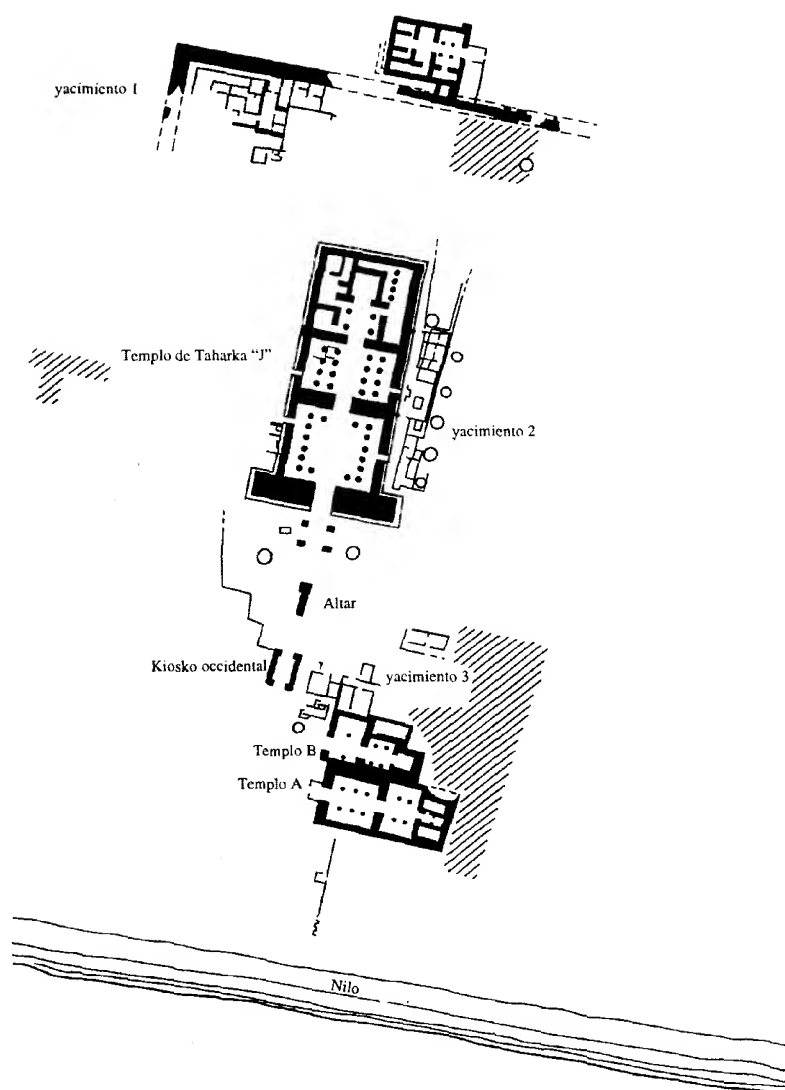 yacimiento 1
Templo de Taharka “J”
yacimiento 2
Altar
Kiosko occidental
yacimiento 3
Templo B
Templo A
Nilo